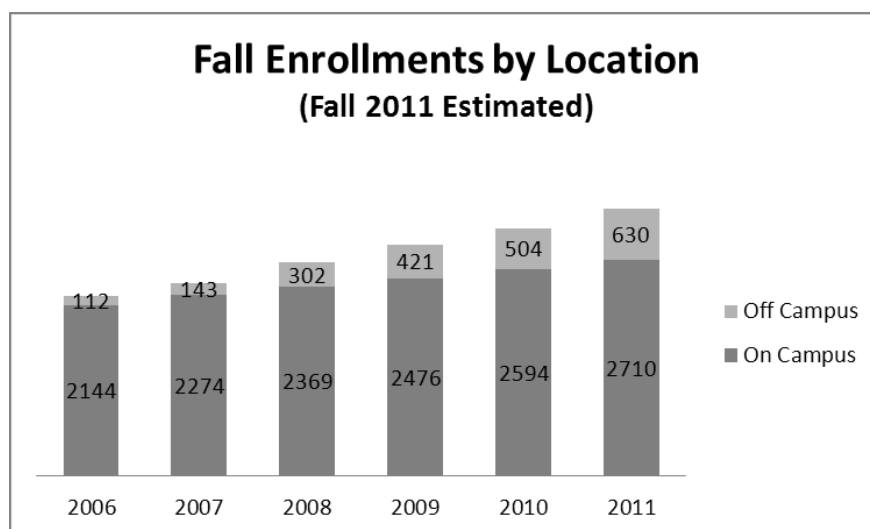 Fall Enrollments by Location
(Fall 2011 Estimated)
112 143 302 421 504 630
2144 2274 2369 2476 2594 2710
Off Campus
On Campus
2006 2007 2008 2009 2010 2011